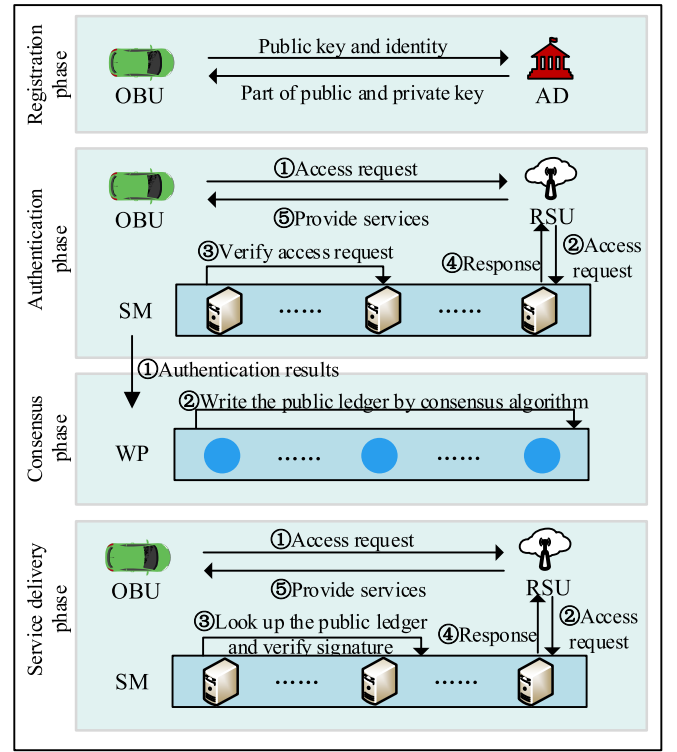 Registration
phase
Public key and identity
Part of public and private key
OBU
AD
Authentication
phase
①Access request
⑤Provide services
OBU
RSU
③Verify access request
④Response
②Access
request
SM
......
......
①Authentication results
Consensus
phase
②Write the public ledger by consensus algorithm
WP
......
......
Service delivery
phase
①Access request
⑤Provide services
OBU
RSU
③Look up the public ledger
and verify signature
④Response
②Access
request
SM
......
......